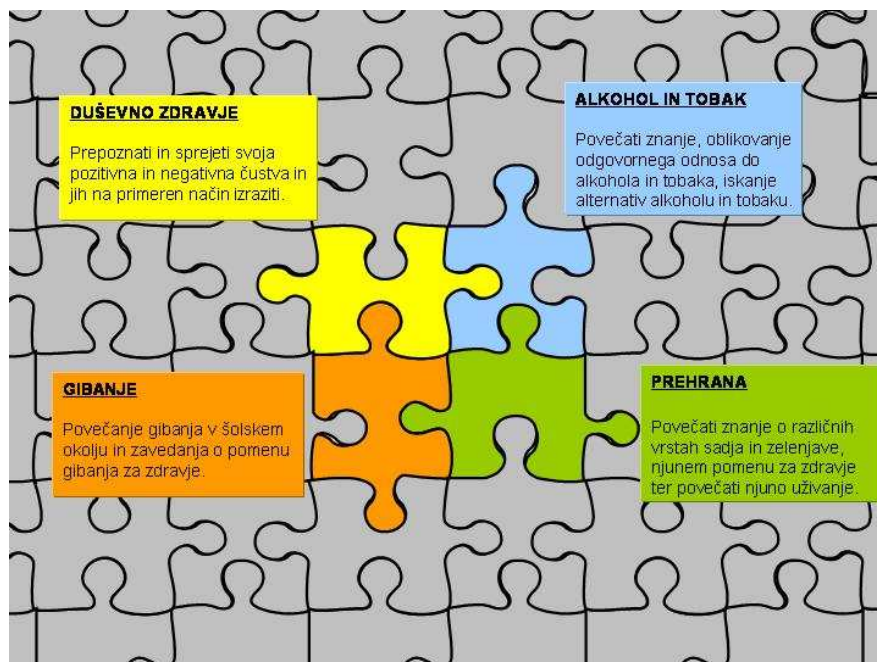 DUŠEVNO ZDRAVJE
Prepoznati in sprejeti svoja
pozitivna in negativna čustva in
jih na primeren način izraziti.
ALKOHOL IN TOBAK
Povečati znanje, oblikovanje
odgovornega odnosa do
alkohola in tobaka, iskanje
alternativ alkoholu in tobaku.
GIBANJE
Povečanje gibanja v šolskem
okolju in zavedanja o pomenu
gibanja za zdravje.
PREHRANA
Povečati znanje o različnih
vrstah sadja in zelenjave,
njunem pomenu za zdravje
ter povečati njuno uživanje.